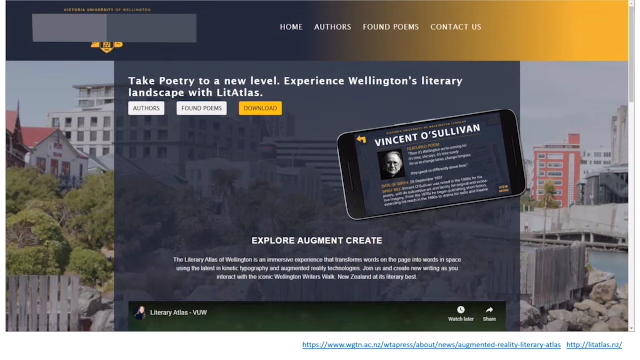 VICTORIA UNIVERSITY OF WELLINGTON
HOME AUTHORS FOUND POEMS CONTACT US
Take Poetry to a new level. Experience Wellington's literary
landscape with LitAtlas.
AUTHORS FOUND POEMS DOWNLOAD
VINCENT O'SULLIVAN
FEATURED POEM
VIEW
EXPLORE AUGMENT CREATE
The Literary Atlas of Wellington is an immersive experience that transforms words on the page into words in space
using the latest in kinetic typography and augmented reality technologies. Join us and create new writing as you
interact with the iconic Wellington Writers Walk. New Zealand at its literary best.
Literary Atlas - VUW
Watch later Share
https://www.wgtn.ac.nz/wtapress/about/news/augmented-reality-literary-atlas http://litatlas.nz/